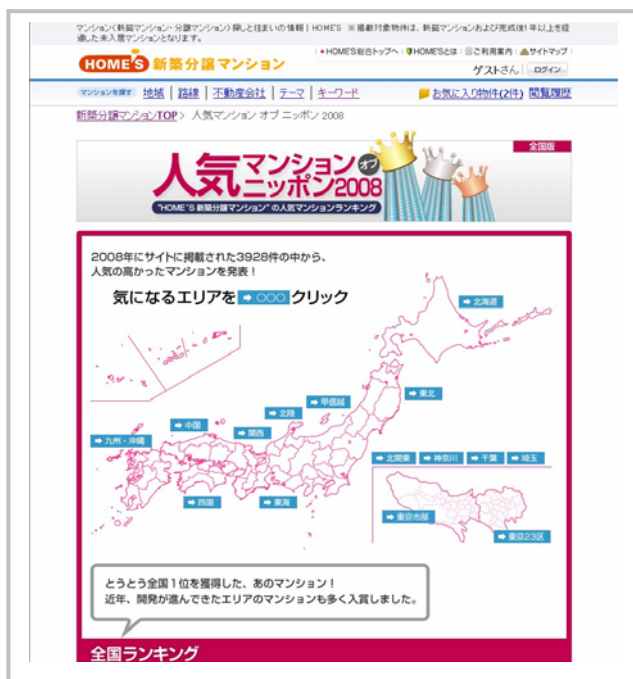 マンション(新築マンション・分譲マンション)探しと住まいの情報 | HOME'S ※掲載対象物件は、新築マンションおよび完成後1年以上を経
過した未入居マンションとなります。
HOME'S総合トップへ | HOME'Sとは | ご利用案内 | サイトマップ
HOME'S 新築分譲マンション
ゲストさん ログイン
マンションを探す 地域 | 路線 | 不動産会社 | テーマ | キーワード お気に入り物件(2件) 閲覧履歴
新築分譲マンションTOP > 人気マンション オブ ニッポン 2008
全国版
人気マンションオブニッポン2008
"HOME'S 新築分譲マンション"の人気マンションランキング
2008年にサイトに掲載された3928件の中から、
人気の高かったマンションを発表!
気になるエリアを ➡ ○○○ クリック
➡ 北海道
➡ 東北
➡ 甲信越
➡ 北陸
➡ 中国
➡ 関西
➡ 九州・沖縄
➡ 北関東 ➡ 神奈川 ➡ 千葉 ➡ 埼玉
➡ 四国 ➡ 東海
➡ 東京市部
➡ 東京23区
とうとう全国1位を獲得した、あのマンション!
近年、開発が進んできたエリアのマンションも多く入賞しました。
全国ランキング